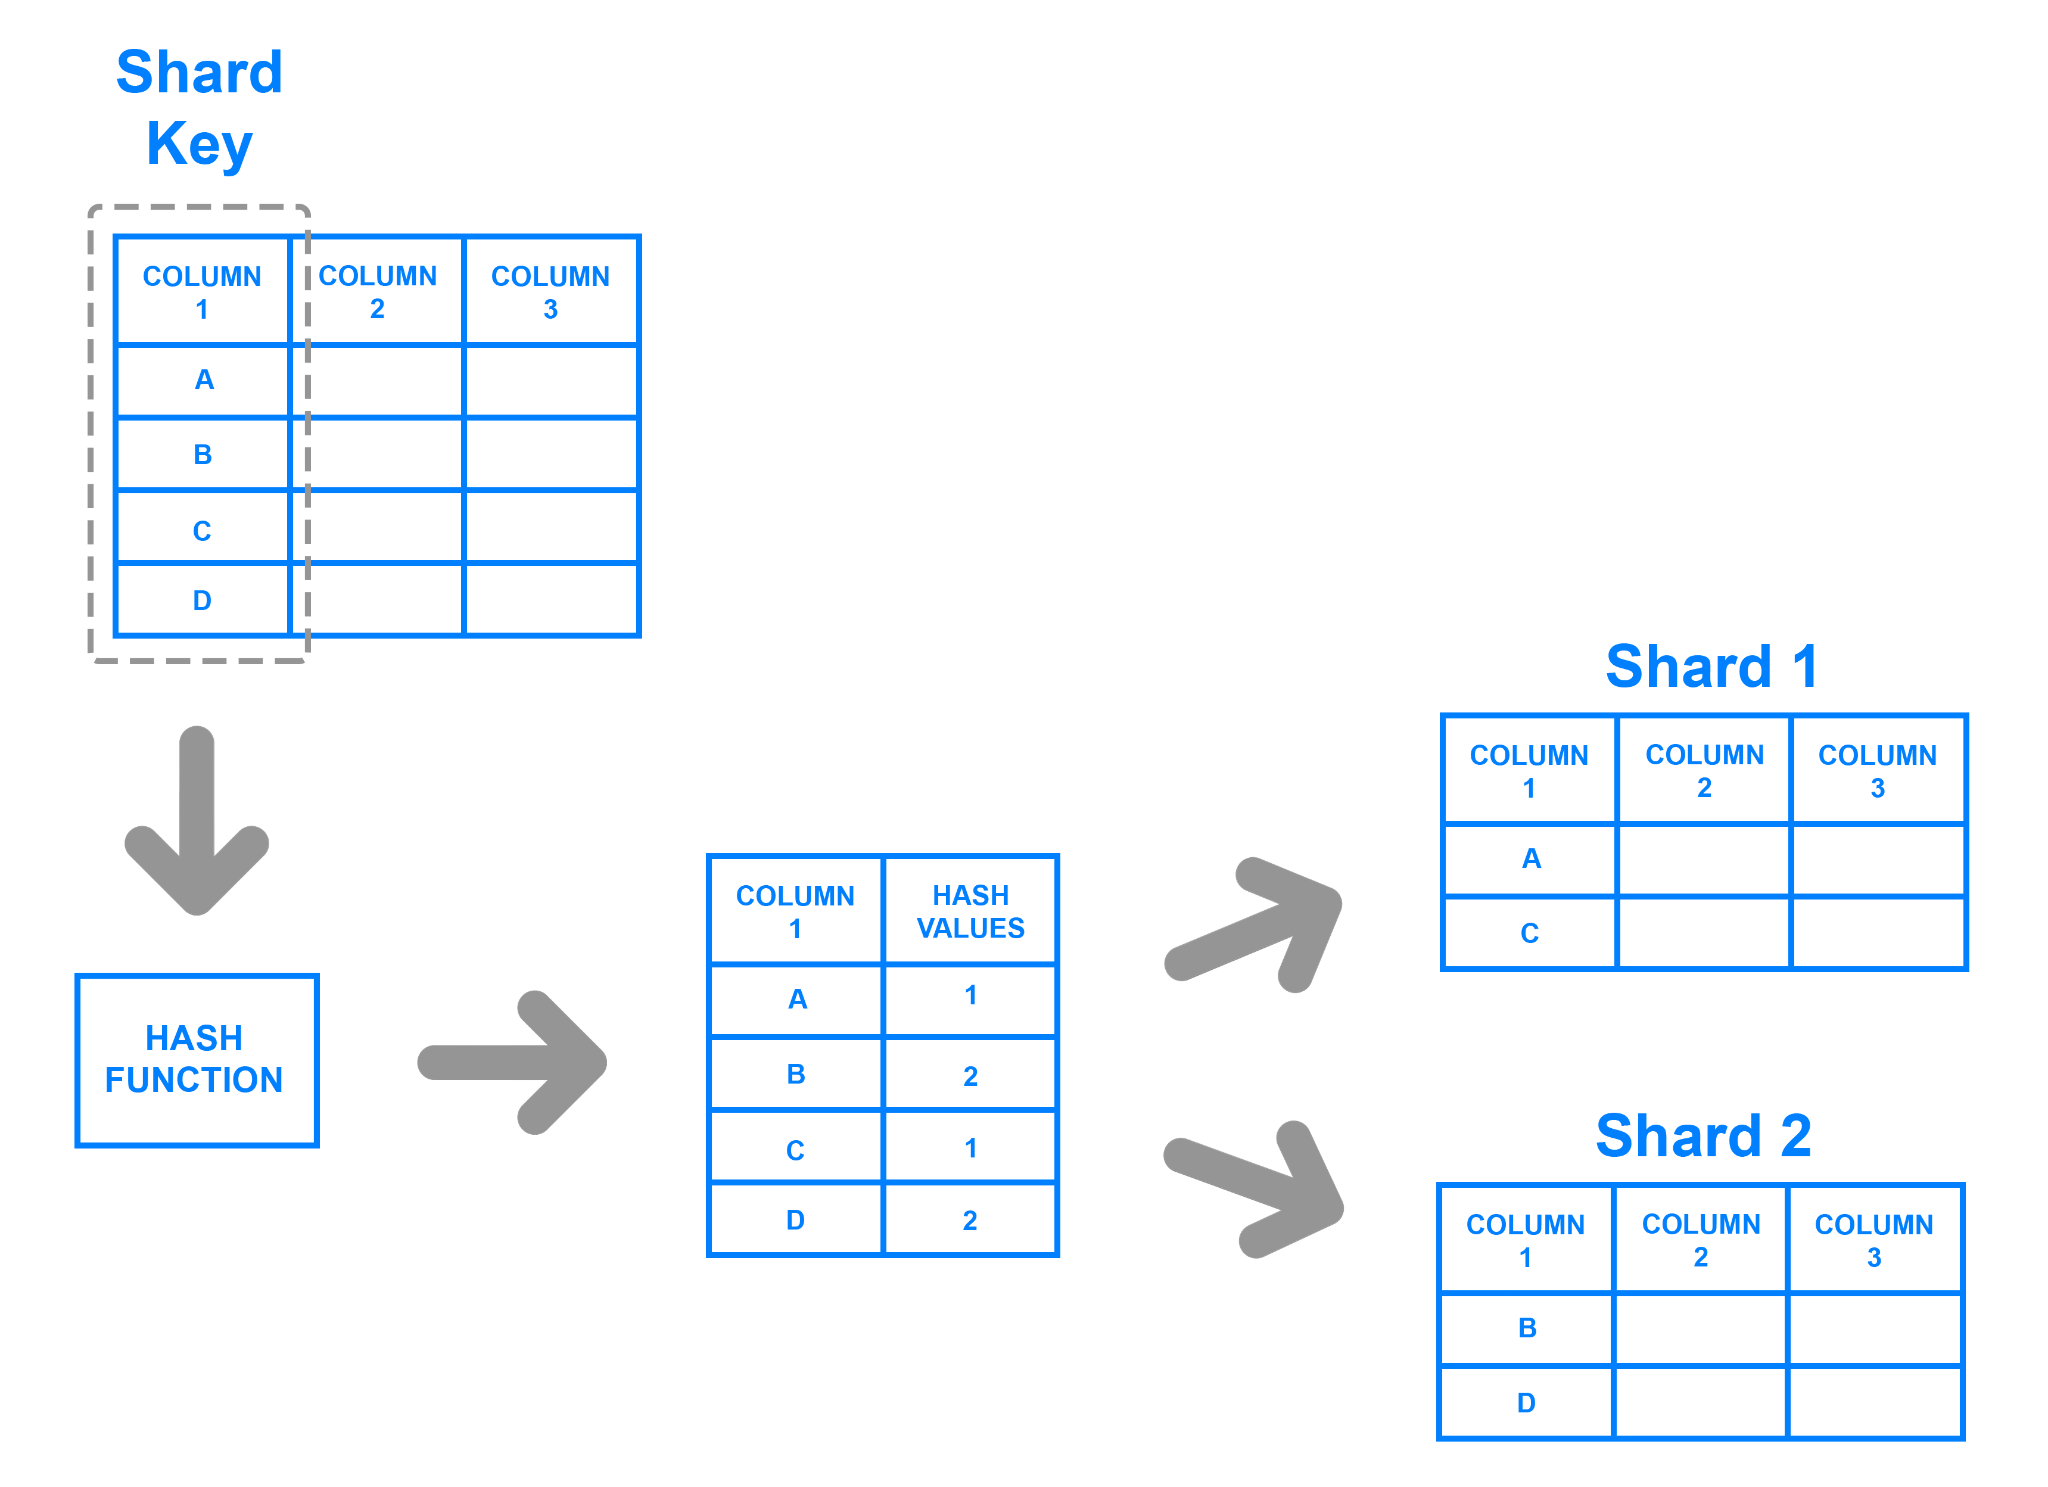 Shard
Key
COLUMN COLUMN COLUMN
1 2 3
A
B
C
D
HASH
FUNCTION
COLUMN HASH
1 VALUES
A 1
B 2
C 1
D 2
Shard 1
COLUMN COLUMN COLUMN
1 2 3
A
C
Shard 2
COLUMN COLUMN COLUMN
1 2 3
B
D